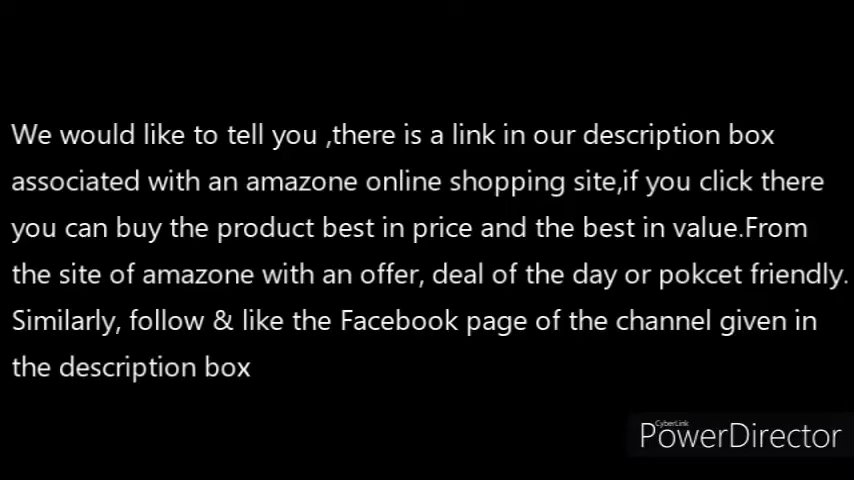 We would like to tell you ,there is a link in our description box
associated with an amazone online shopping site,if you click there
you can buy the product best in price and the best in value.From
the site of amazone with an offer, deal of the day or pokcet friendly.
Similarly, follow & like the Facebook page of the channel given in
the description box
CyberLink
PowerDirector